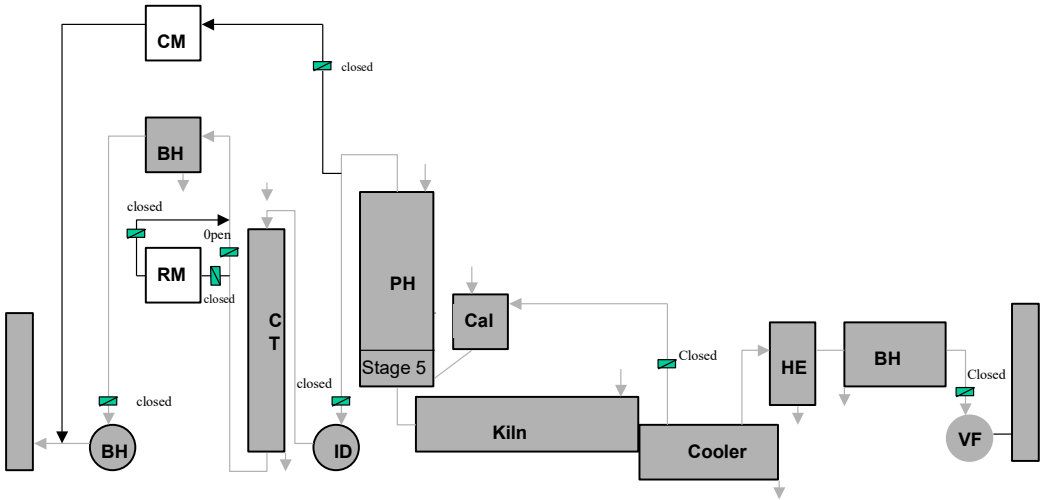 CM
closed
BH
closed
0pen
RM
closed
C
T
PH
Cal
Stage 5
closed
closed
BH
ID
Kiln
Cooler
Closed
HE
BH
Closed
VF